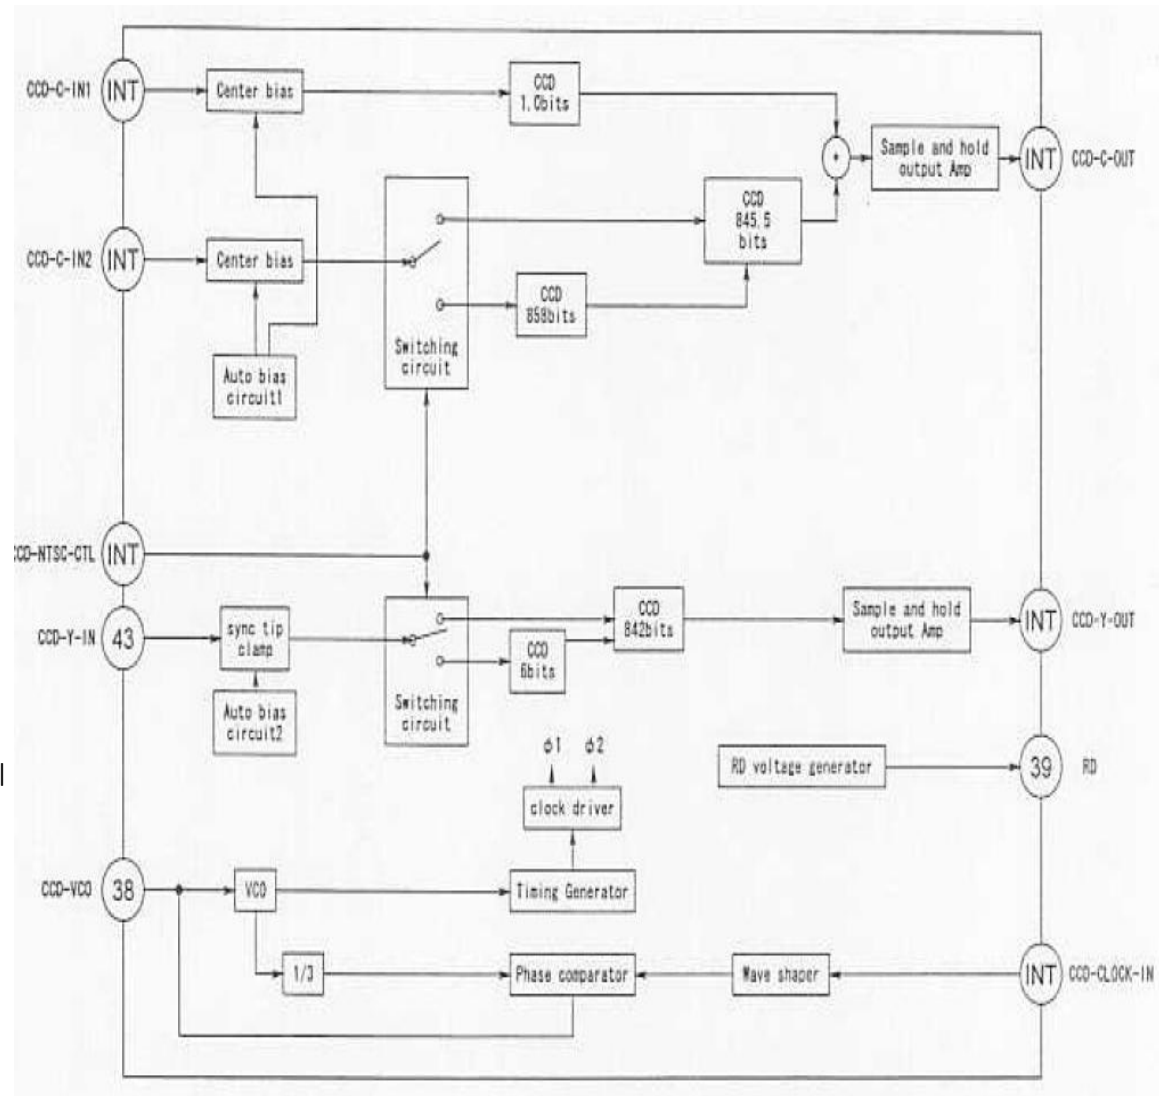 CCD-C-IN1
INT
Center bias
CCD
1.0bits
+
Sample and hold
output Amp
INT
CCD-C-OUT
CCD-C-IN2
INT
Center bias
CCD
845.5
bits
CCD
858bits
Switching
circuit
Auto bias
circuit1
CCD-NTSC-CTL
INT
CCD-Y-IN
43
sync tip
clamp
CCD
842bits
CCD
6bits
Sample and hold
output Amp
INT
CCD-Y-OUT
Auto bias
circuit2
Switching
circuit
ϕ1
ϕ2
RD voltage generator
39
RD
clock driver
CCD-VCO
38
VCO
Timing Generator
1/3
Phase comparator
Wave shaper
INT
CCD-CLOCK-IN